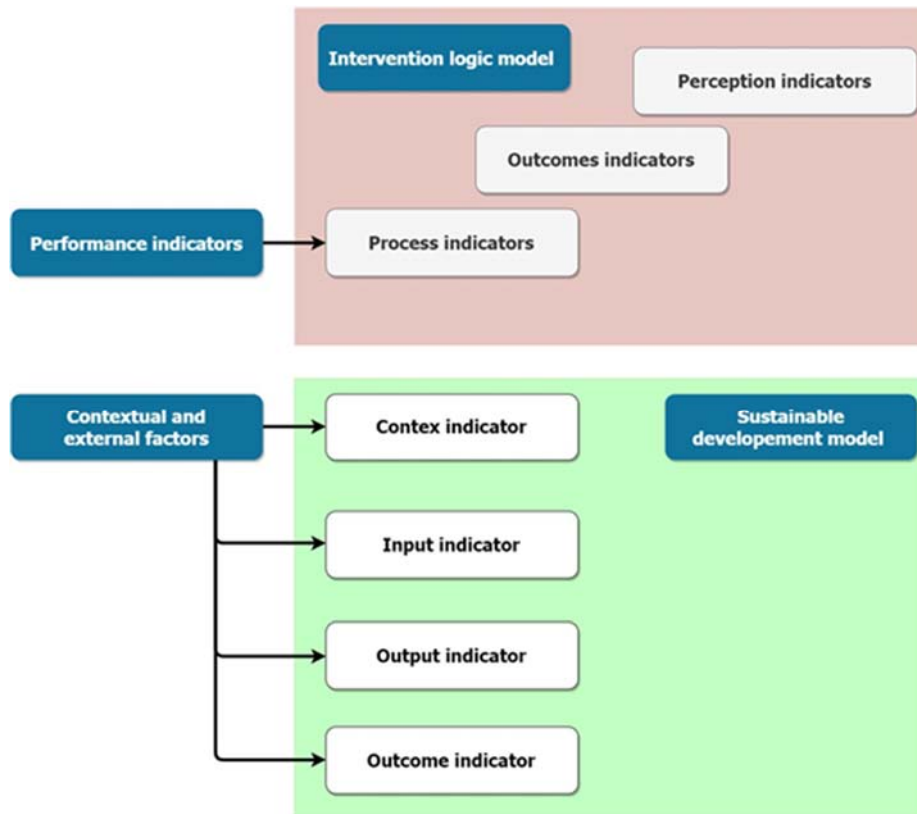 Intervention logic model
Perception indicators
Outcomes indicators
Performance indicators
Process indicators
Contextual and
external factors
Contex indicator
Sustainable
developement model
Input indicator
Output indicator
Outcome indicator